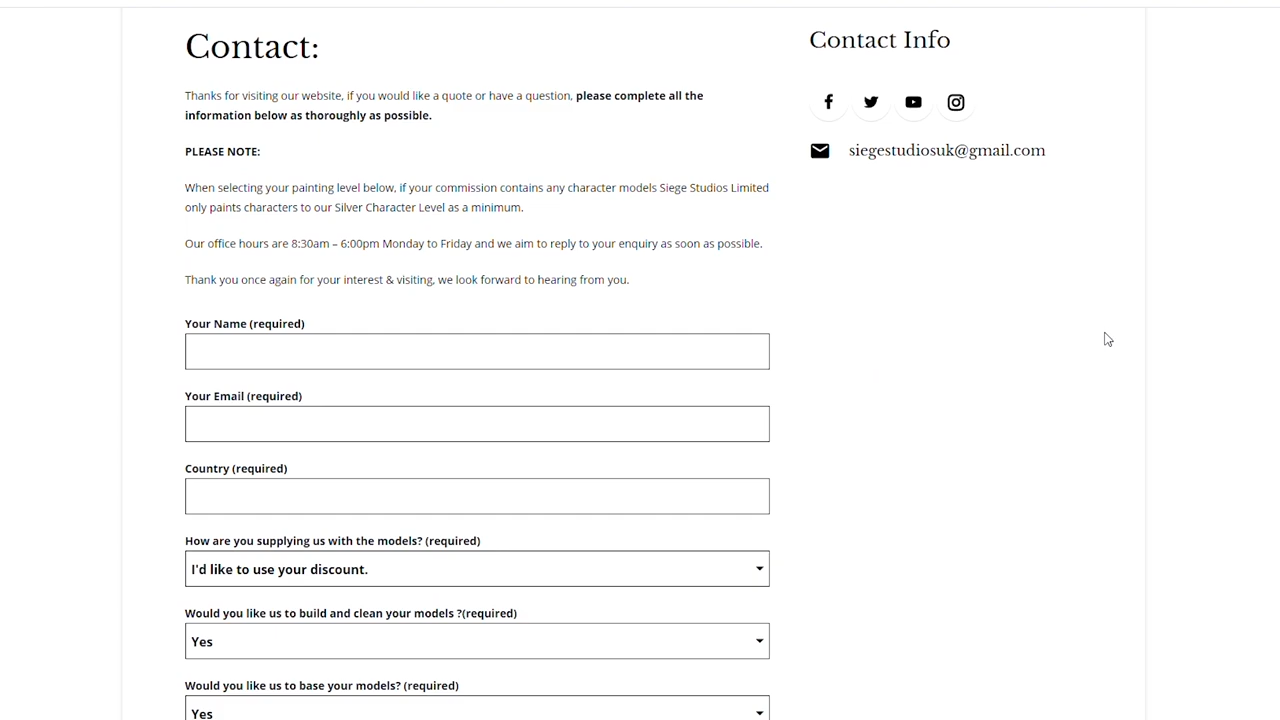 Contact:
Thanks for visiting our website, if you would like a quote or have a question, please complete all the
information below as thoroughly as possible.
PLEASE NOTE:
When selecting your painting level below, if your commission contains any character models Siege Studios Limited
only paints characters to our Silver Character Level as a minimum.
Our office hours are 8:30am – 6:00pm Monday to Friday and we aim to reply to your enquiry as soon as possible.
Thank you once again for your interest & visiting, we look forward to hearing from you.
Your Name (required)
Your Email (required)
Country (required)
How are you supplying us with the models? (required)
I'd like to use your discount.
Would you like us to build and clean your models ?(required)
Yes
Would you like us to base your models? (required)
Yes
Contact Info
siegestudiosuk@gmail.com